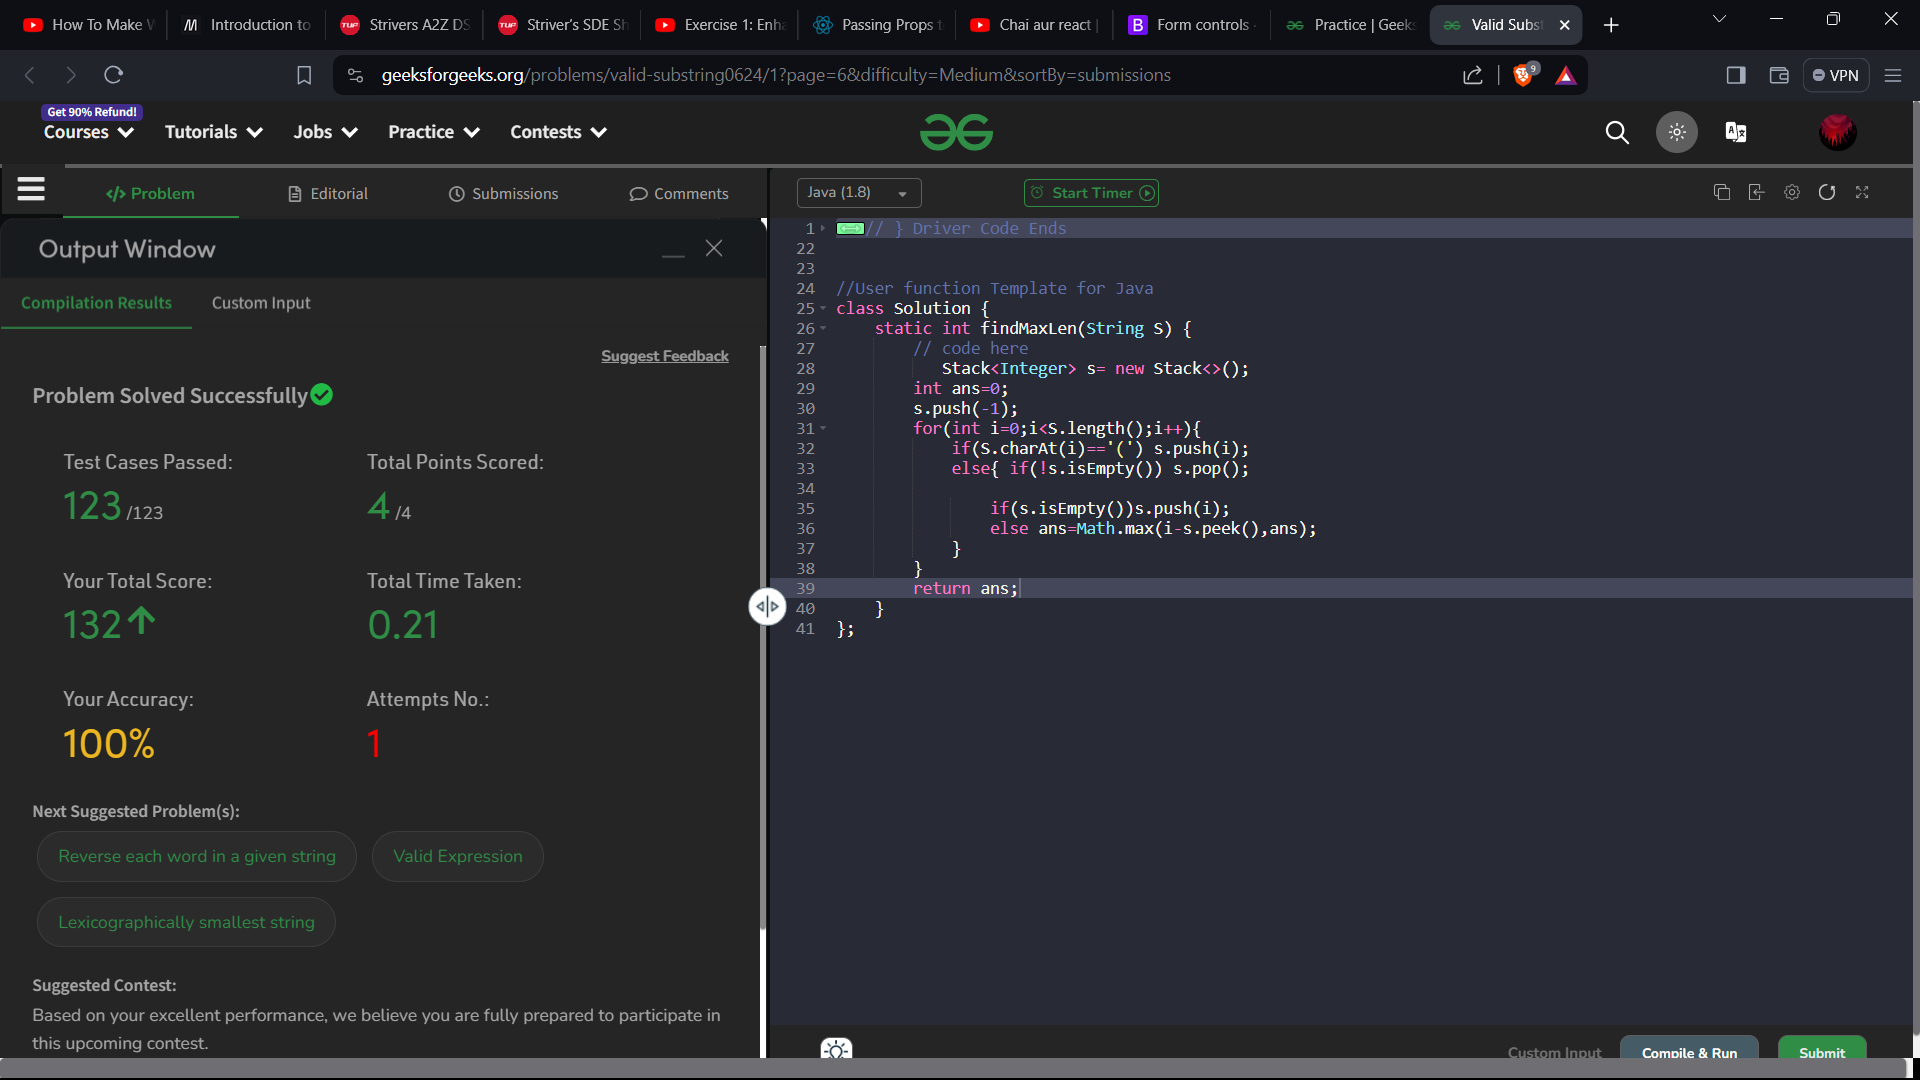 How To Make
Introduction to
Strivers A2Z DS
Striver's SDE Sh
Exercise 1: Enha
Passing Props t
Chai aur react |
Form controls
Practice | Geeks
Valid Subst
geeksforgeeks.org/problems/valid-substring0624/1?page=6&difficulty=Medium&sortBy=submissions
9
VPN
Get 90% Refund!
Courses
Tutorials
Jobs
Practice
Contests
</> Problem
Editorial
Submissions
Comments
Java (1.8)
Start Timer
Output Window
Compilation Results
Custom Input
Suggest Feedback
Problem Solved Successfully
Test Cases Passed:
123 /123
Total Points Scored:
4 /4
Your Total Score:
132
Total Time Taken:
0.21
Your Accuracy:
100%
Attempts No.:
1
Next Suggested Problem(s):
Reverse each word in a given string
Valid Expression
Lexicographically smallest string
Suggested Contest:
Based on your excellent performance, we believe you are fully prepared to participate in
this upcoming contest.
1 // } Driver Code Ends
22
23
24 //User function Template for Java
25 class Solution {
26 static int findMaxLen(String S) {
27 // code here
28 Stack<Integer> s= new Stack<>();
29 int ans=0;
30 s.push(-1);
31 for(int i=0;i<S.length();i++){
32 if(S.charAt(i)=='(') s.push(i);
33 else{ if(!s.isEmpty()) s.pop();
34
35 if(s.isEmpty())s.push(i);
36 else ans=Math.max(i-s.peek(),ans);
37 }
38 }
39 return ans;
40 }
41 };
Custom Input
Compile & Run
Submit